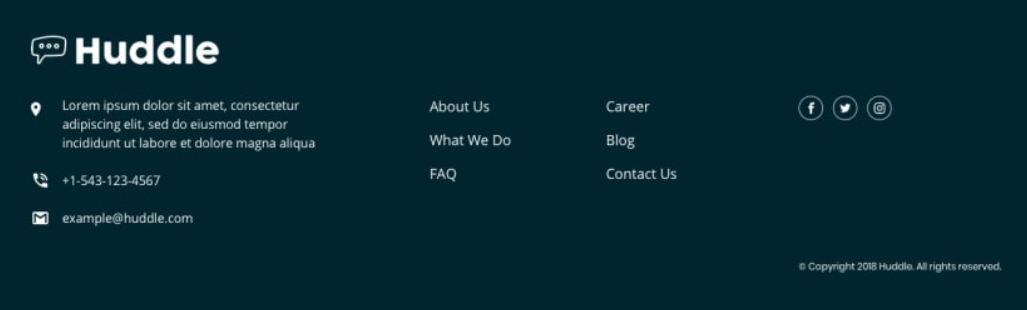 Huddle
Lorem ipsum dolor sit amet, consectetur
adipiscing elit, sed do eiusmod tempor
incididunt ut labore et dolore magna aliqua
+1-543-123-4567
example@huddle.com
About Us
What We Do
FAQ
Career
Blog
Contact Us
© Copyright 2018 Huddle. All rights reserved.